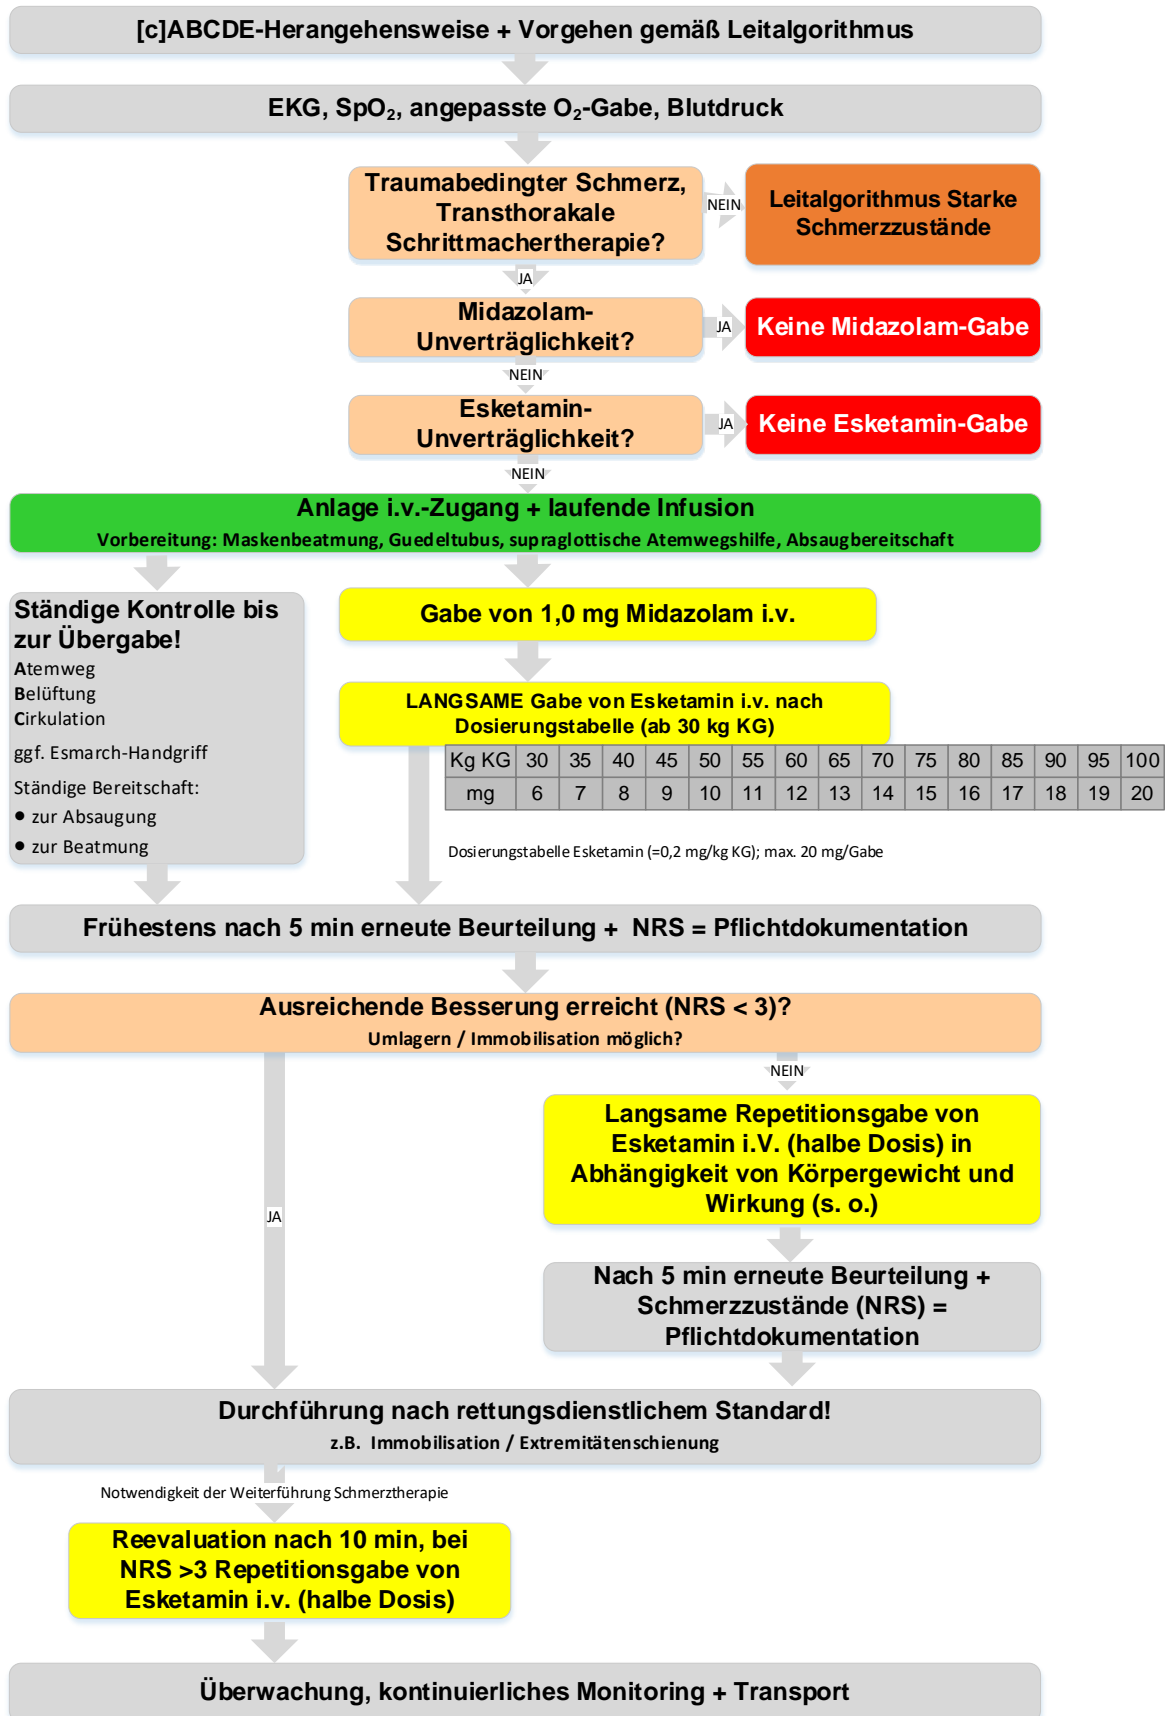 [c]ABCDE-Herangehensweise + Vorgehen gemäß Leitalgorithmus
EKG, SpO₂, angepasste O₂-Gabe, Blutdruck
Traumabedingter Schmerz,
Transthorakale
Schrittmachertherapie?
NEIN
Leitalgorithmus Starke
Schmerzzustände
JA
Midazolam-
Unverträglichkeit?
JA
Keine Midazolam-Gabe
NEIN
Esketamin-
Unverträglichkeit?
JA
Keine Esketamin-Gabe
NEIN
Anlage i.v.-Zugang + laufende Infusion
Vorbereitung: Maskenbeatmung, Guedeltubus, supraglottische Atemwegshilfe, Absaugbereitschaft
Ständige Kontrolle bis
zur Übergabe!
Atemweg
Belüftung
Cirkulation
ggf. Esmarch-Handgriff
Ständige Bereitschaft:
• zur Absaugung
• zur Beatmung
Gabe von 1,0 mg Midazolam i.v.
LANGSAME Gabe von Esketamin i.v. nach
Dosierungstabelle (ab 30 kg KG)
Kg KG 30 35 40 45 50 55 60 65 70 75 80 85 90 95 100
mg 6 7 8 9 10 11 12 13 14 15 16 17 18 19 20
Dosierungstabelle Esketamin (=0,2 mg/kg KG); max. 20 mg/Gabe
Frühestens nach 5 min erneute Beurteilung + NRS = Pflichtdokumentation
Ausreichende Besserung erreicht (NRS < 3)?
Umlagern / Immobilisation möglich?
NEIN
Langsame Repetitionsgabe von
Esketamin i.V. (halbe Dosis) in
Abhängigkeit von Körpergewicht und
Wirkung (s. o.)
JA
Nach 5 min erneute Beurteilung +
Schmerzzustände (NRS) =
Pflichtdokumentation
Durchführung nach rettungsdienstlichem Standard!
z.B. Immobilisation / Extremitätenschienung
Notwendigkeit der Weiterführung Schmerztherapie
Reevaluation nach 10 min, bei
NRS >3 Repetitionsgabe von
Esketamin i.v. (halbe Dosis)
Überwachung, kontinuierliches Monitoring + Transport